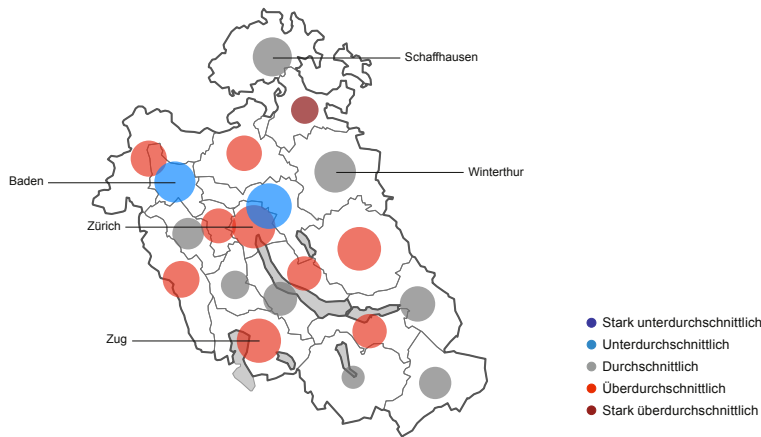 Schaffhausen
Winterthur
Baden
Zürich
Zug
Stark unterdurchschnittlich
Unterdurchschnittlich
Durchschnittlich
Überdurchschnittlich
Stark überdurchschnittlich